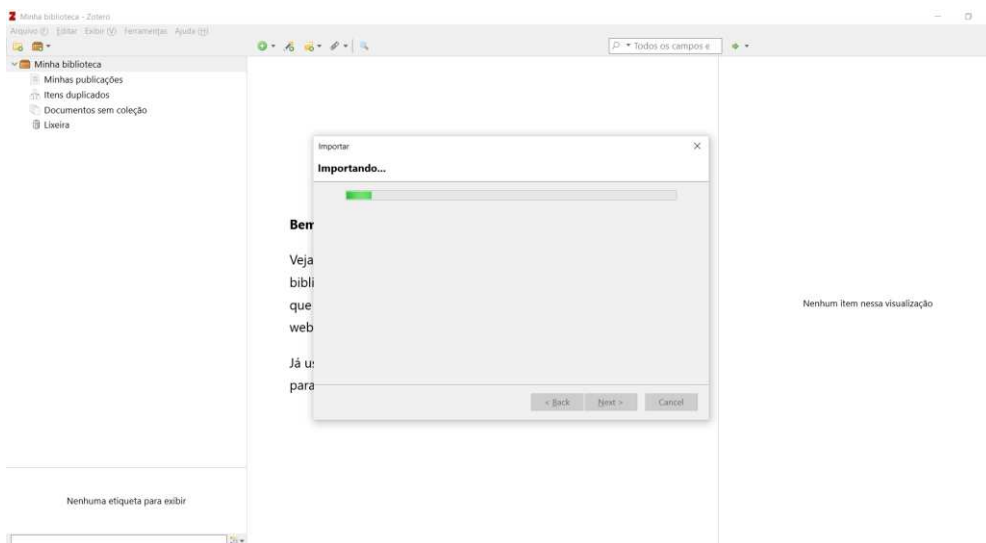 Minha biblioteca - Zotero
Arquivo (F) Editar Exibir (V) Ferramentas Ajuda (H)
Todos os campos e
Minha biblioteca
Minhas publicações
Itens duplicados
Documentos sem coleção
Lixeira
Importar
Importando...
Bem
Veja
bibli
que
web
Já u
para
< Back Next > Cancel
Nenhum item nessa visualização
Nenhuma etiqueta para exibir